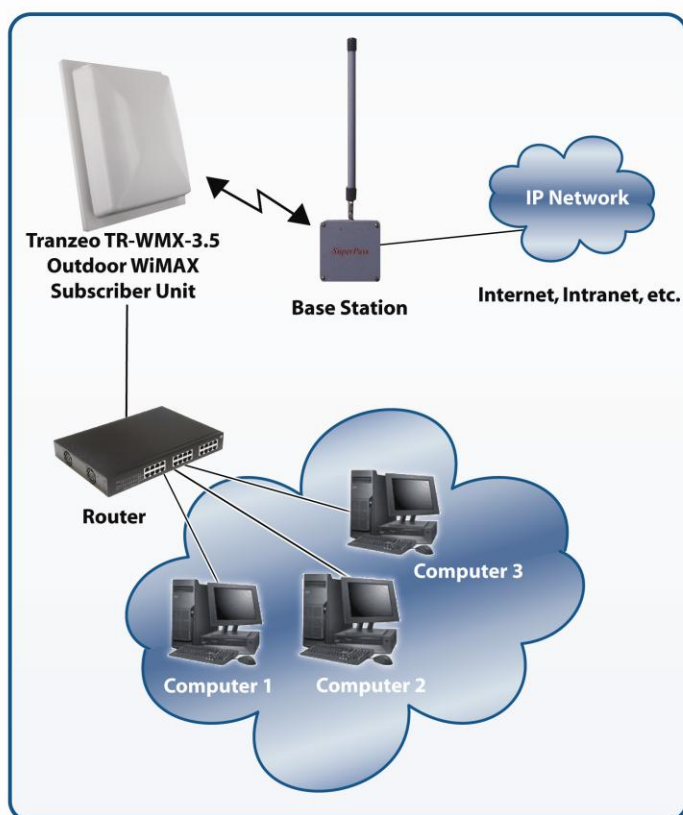 Tranzeo TR-WMX-3.5
Outdoor WiMAX
Subscriber Unit
SuperPass
Base Station
IP Network
Internet, Intranet, etc.
Router
Computer 3
Computer 1
Computer 2